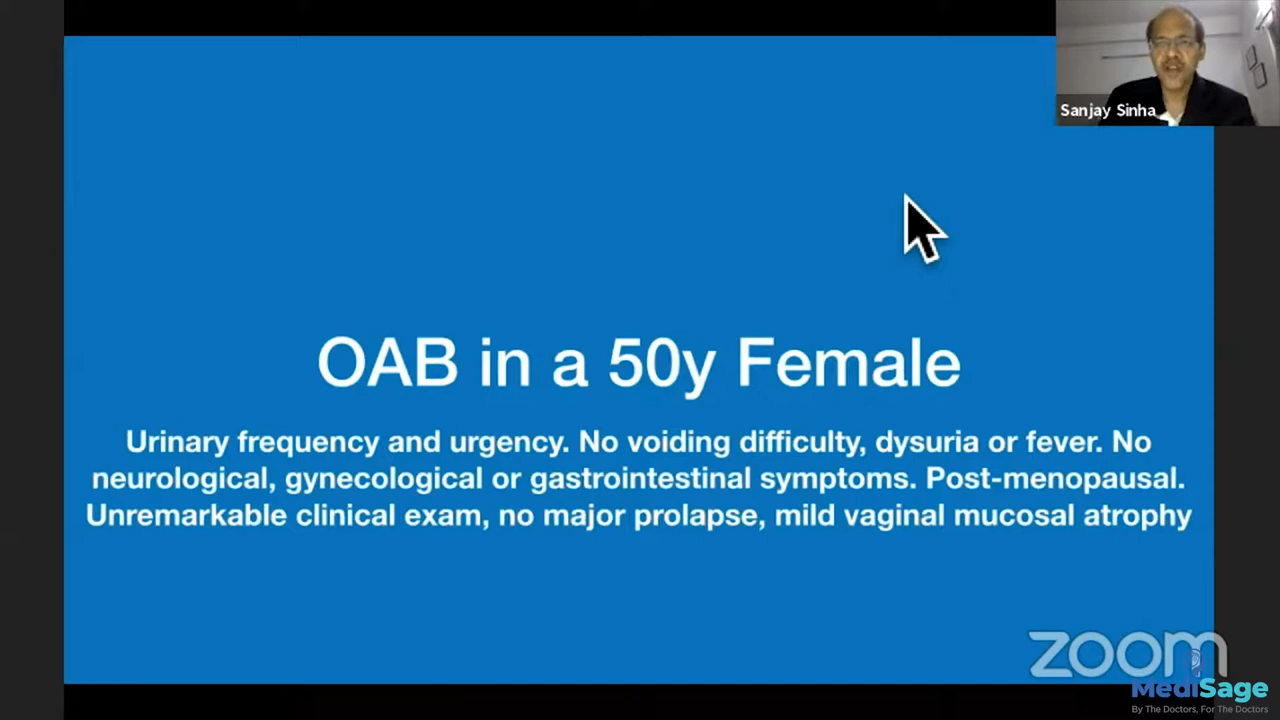 Sanjay Sinha
OAB in a 50y Female
Urinary frequency and urgency. No voiding difficulty, dysuria or fever. No
neurological, gynecological or gastrointestinal symptoms. Post-menopausal.
Unremarkable clinical exam, no major prolapse, mild vaginal mucosal atrophy
zoom
MediSage
By The Doctors, For The Doctors